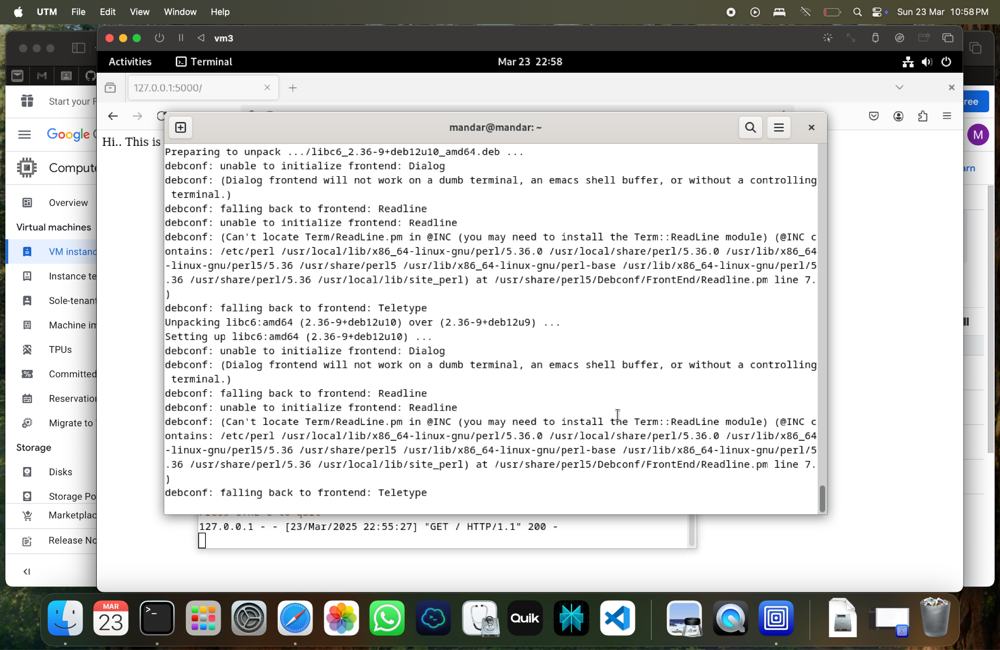 UTM File Edit View Window Help
Sun 23 Mar 10:58 PM
vm3
Activities Terminal Mar 23 22:58
127.0.0.1:5000/
Start your
ree
Google
M
mandar@mandar: ~
Hi.. This is
Overview
Virtual machines
TPUs
Committed
Migrate to
Storage
Disks
Preparing to unpack .../libc6_2.36-9+deb12u10_amd64.deb ...
debconf: unable to initialize frontend: Dialog
debconf: (Dialog frontend will not work on a dumb terminal, an emacs shell buffer, or without a controlling
terminal.)
debconf: falling back to frontend: Readline
debconf: unable to initialize frontend: Readline
debconf: (Can't locate Term/ReadLine.pm in @INC (you may need to install the Term::ReadLine module) (@INC c
ontains: /etc/perl /usr/local/lib/x86_64-linux-gnu/perl/5.36.0 /usr/local/share/perl/5.36.0 /usr/lib/x86_64
-linux-gnu/perl5/5.36 /usr/share/perl5 /usr/lib/x86_64-linux-gnu/perl-base /usr/lib/x86_64-linux-gnu/perl/5
.36 /usr/share/perl/5.36 /usr/local/lib/site_perl) at /usr/share/perl5/Debconf/FrontEnd/Readline.pm line 7.
)
debconf: falling back to frontend: Teletype
Unpacking libc6:amd64 (2.36-9+deb12u10) over (2.36-9+deb12u9) ...
Setting up libc6:amd64 (2.36-9+deb12u10) ...
debconf: unable to initialize frontend: Dialog
debconf: (Dialog frontend will not work on a dumb terminal, an emacs shell buffer, or without a controlling
terminal.)
debconf: falling back to frontend: Readline
debconf: unable to initialize frontend: Readline
debconf: (Can't locate Term/ReadLine.pm in @INC (you may need to install the Term::ReadLine module) (@INC c
ontains: /etc/perl /usr/local/lib/x86_64-linux-gnu/perl/5.36.0 /usr/local/share/perl/5.36.0 /usr/lib/x86_64
-linux-gnu/perl5/5.36 /usr/share/perl5 /usr/lib/x86_64-linux-gnu/perl-base /usr/lib/x86_64-linux-gnu/perl/5
.36 /usr/share/perl/5.36 /usr/local/lib/site_perl) at /usr/share/perl5/Debconf/FrontEnd/Readline.pm line 7.
)
debconf: falling back to frontend: Teletype
127.0.0.1 - - [23/Mar/2025 22:55:27] "GET / HTTP/1.1" 200 -
MAR
23
Quik